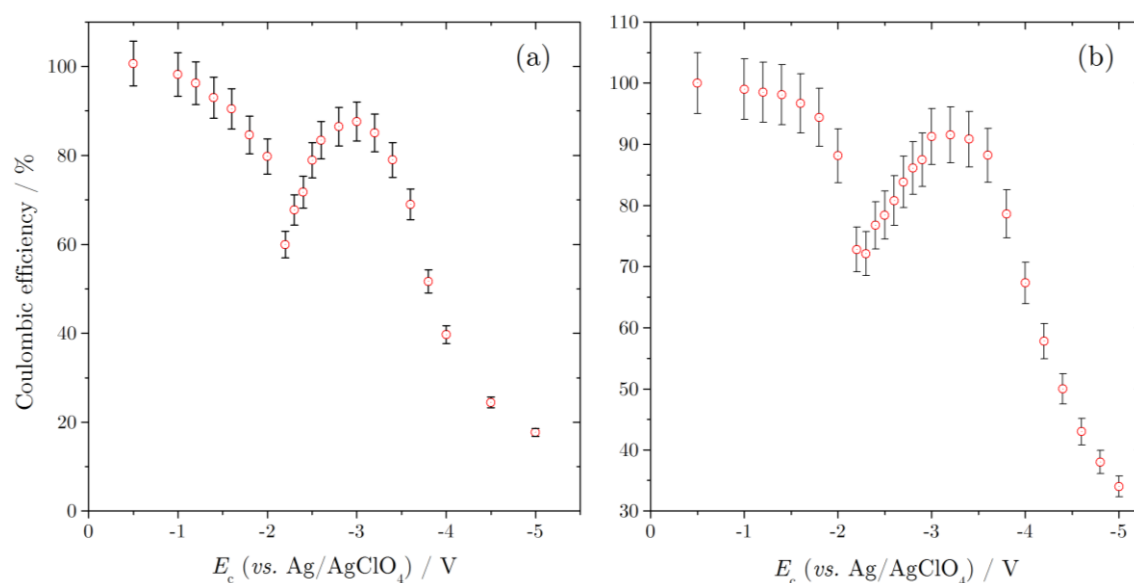 (a)
Coulombic efficiency / %
100
80
60
40
20
0
0 -1 -2 -3 -4 -5
E_c (vs. Ag/AgClO_4) / V
(b)
110
100
90
80
70
60
50
40
30
0 -1 -2 -3 -4 -5
E_c (vs. Ag/AgClO_4) / V